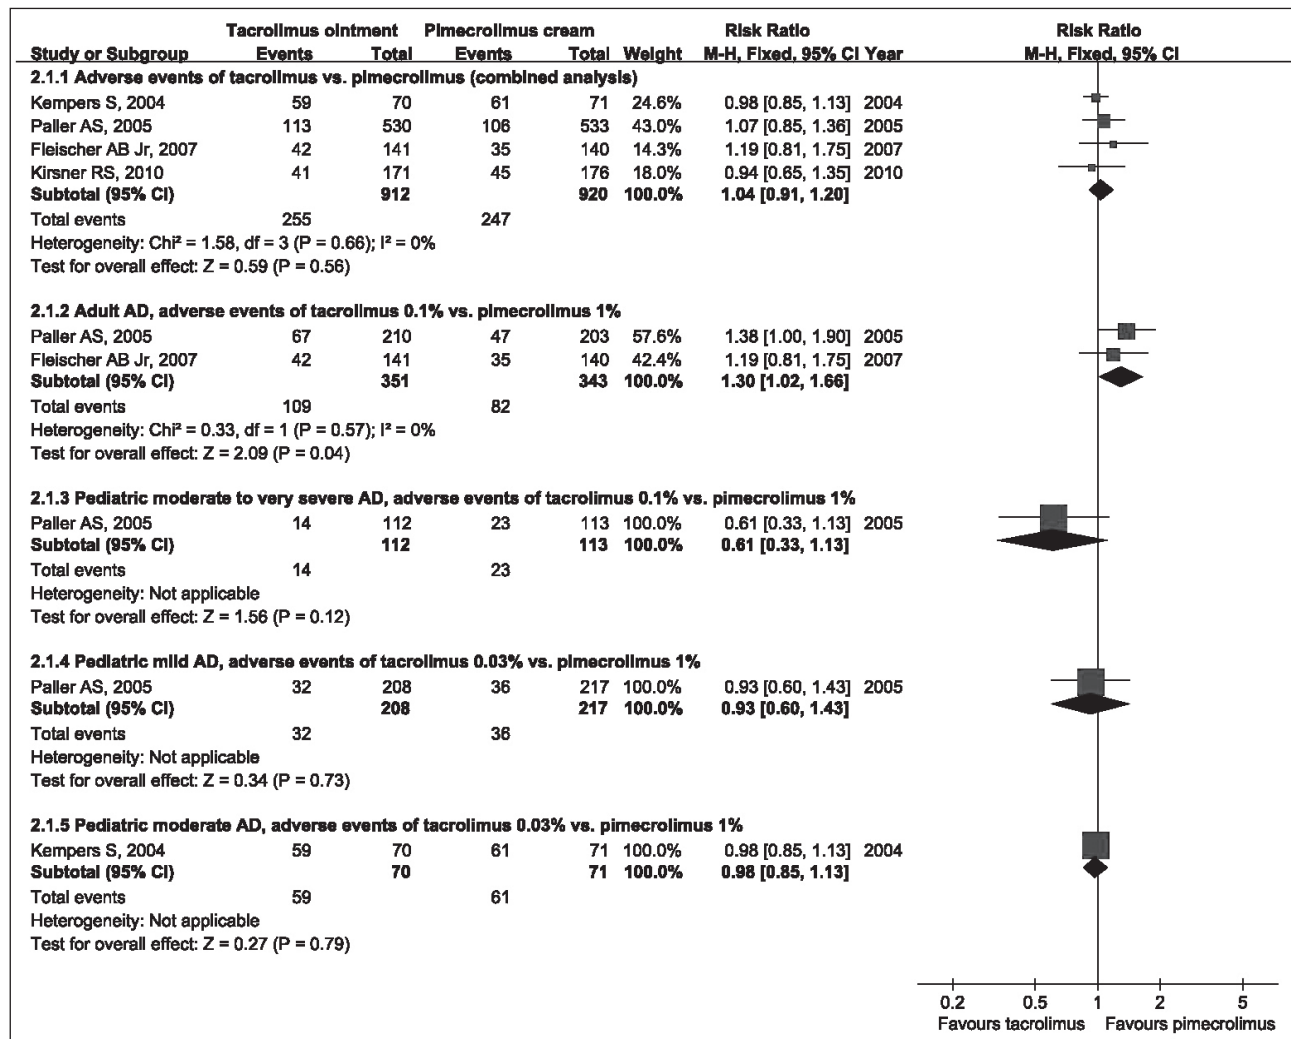 Tacrolimus ointment Pimecrolimus cream Risk Ratio Risk Ratio
Study or Subgroup Events Total Events Total Weight M-H, Fixed, 95% CI Year M-H, Fixed, 95% CI
2.1.1 Adverse events of tacrolimus vs. pimecrolimus (combined analysis)
Kempers S, 2004 59 70 61 71 24.6% 0.98 [0.85, 1.13] 2004
Paller AS, 2005 113 530 106 533 43.0% 1.07 [0.85, 1.36] 2005
Fleischer AB Jr, 2007 42 141 35 140 14.3% 1.19 [0.81, 1.75] 2007
Kirsner RS, 2010 41 171 45 176 18.0% 0.94 [0.65, 1.35] 2010
Subtotal (95% CI) 912 920 100.0% 1.04 [0.91, 1.20]
Total events 255 247
Heterogeneity: Chi² = 1.58, df = 3 (P = 0.66); I² = 0%
Test for overall effect: Z = 0.59 (P = 0.56)
2.1.2 Adult AD, adverse events of tacrolimus 0.1% vs. pimecrolimus 1%
Paller AS, 2005 67 210 47 203 57.6% 1.38 [1.00, 1.90] 2005
Fleischer AB Jr, 2007 42 141 35 140 42.4% 1.19 [0.81, 1.75] 2007
Subtotal (95% CI) 351 343 100.0% 1.30 [1.02, 1.66]
Total events 109 82
Heterogeneity: Chi² = 0.33, df = 1 (P = 0.57); I² = 0%
Test for overall effect: Z = 2.09 (P = 0.04)
2.1.3 Pediatric moderate to very severe AD, adverse events of tacrolimus 0.1% vs. pimecrolimus 1%
Paller AS, 2005 14 112 23 113 100.0% 0.61 [0.33, 1.13] 2005
Subtotal (95% CI) 112 113 100.0% 0.61 [0.33, 1.13]
Total events 14 23
Heterogeneity: Not applicable
Test for overall effect: Z = 1.56 (P = 0.12)
2.1.4 Pediatric mild AD, adverse events of tacrolimus 0.03% vs. pimecrolimus 1%
Paller AS, 2005 32 208 36 217 100.0% 0.93 [0.60, 1.43] 2005
Subtotal (95% CI) 208 217 100.0% 0.93 [0.60, 1.43]
Total events 32 36
Heterogeneity: Not applicable
Test for overall effect: Z = 0.34 (P = 0.73)
2.1.5 Pediatric moderate AD, adverse events of tacrolimus 0.03% vs. pimecrolimus 1%
Kempers S, 2004 59 70 61 71 100.0% 0.98 [0.85, 1.13] 2004
Subtotal (95% CI) 70 71 100.0% 0.98 [0.85, 1.13]
Total events 59 61
Heterogeneity: Not applicable
Test for overall effect: Z = 0.27 (P = 0.79)
0.2 0.5 1 2 5
Favours tacrolimus Favours pimecrolimus